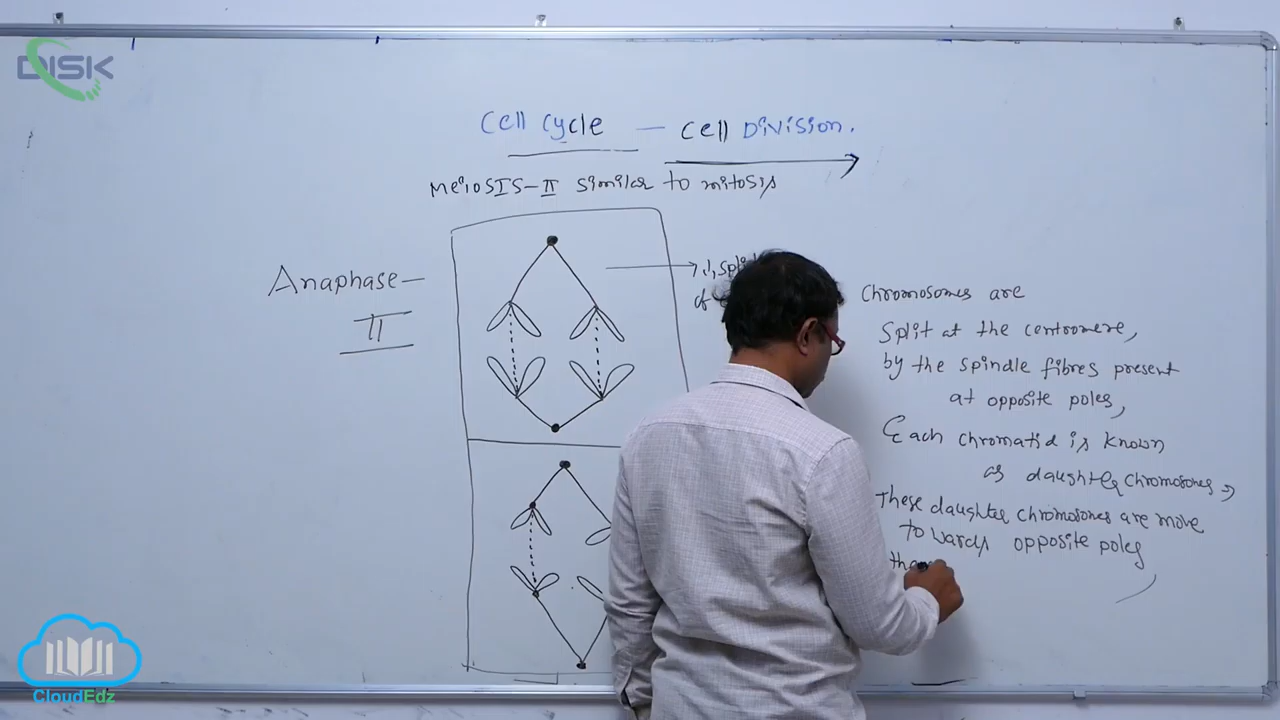 DISK
Cell Cycle — Cell Division.
MeiosIS-II similar to mitosis
Anaphase-
II
Chromosomes are
split at the centromere,
by the spindle fibres present
at opposite poles,
Each chromatid is known
as daughter chromosomes,
These daughter chromosomes are move
towards opposite poles
CloudEdz